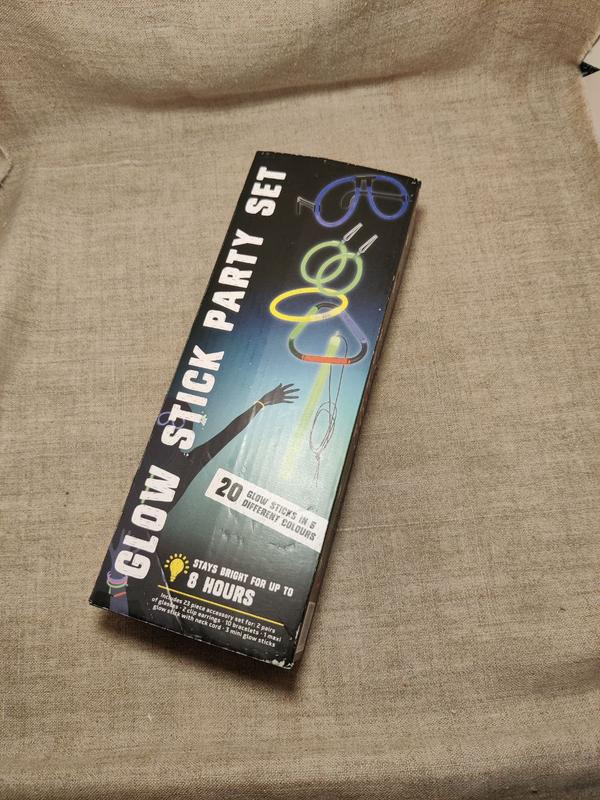 GLOW STICK PARTY SET
20 GLOW STICKS IN 5
DIFFERENT COLOURS
STAYS BRIGHT FOR UP TO
8 HOURS
Includes 23 piece accessory set for: 2 pairs
of glasses · 2 clip earrings · 10 bracelets · 1 maxi
glow stick with neck cord · 3 mini glow sticks